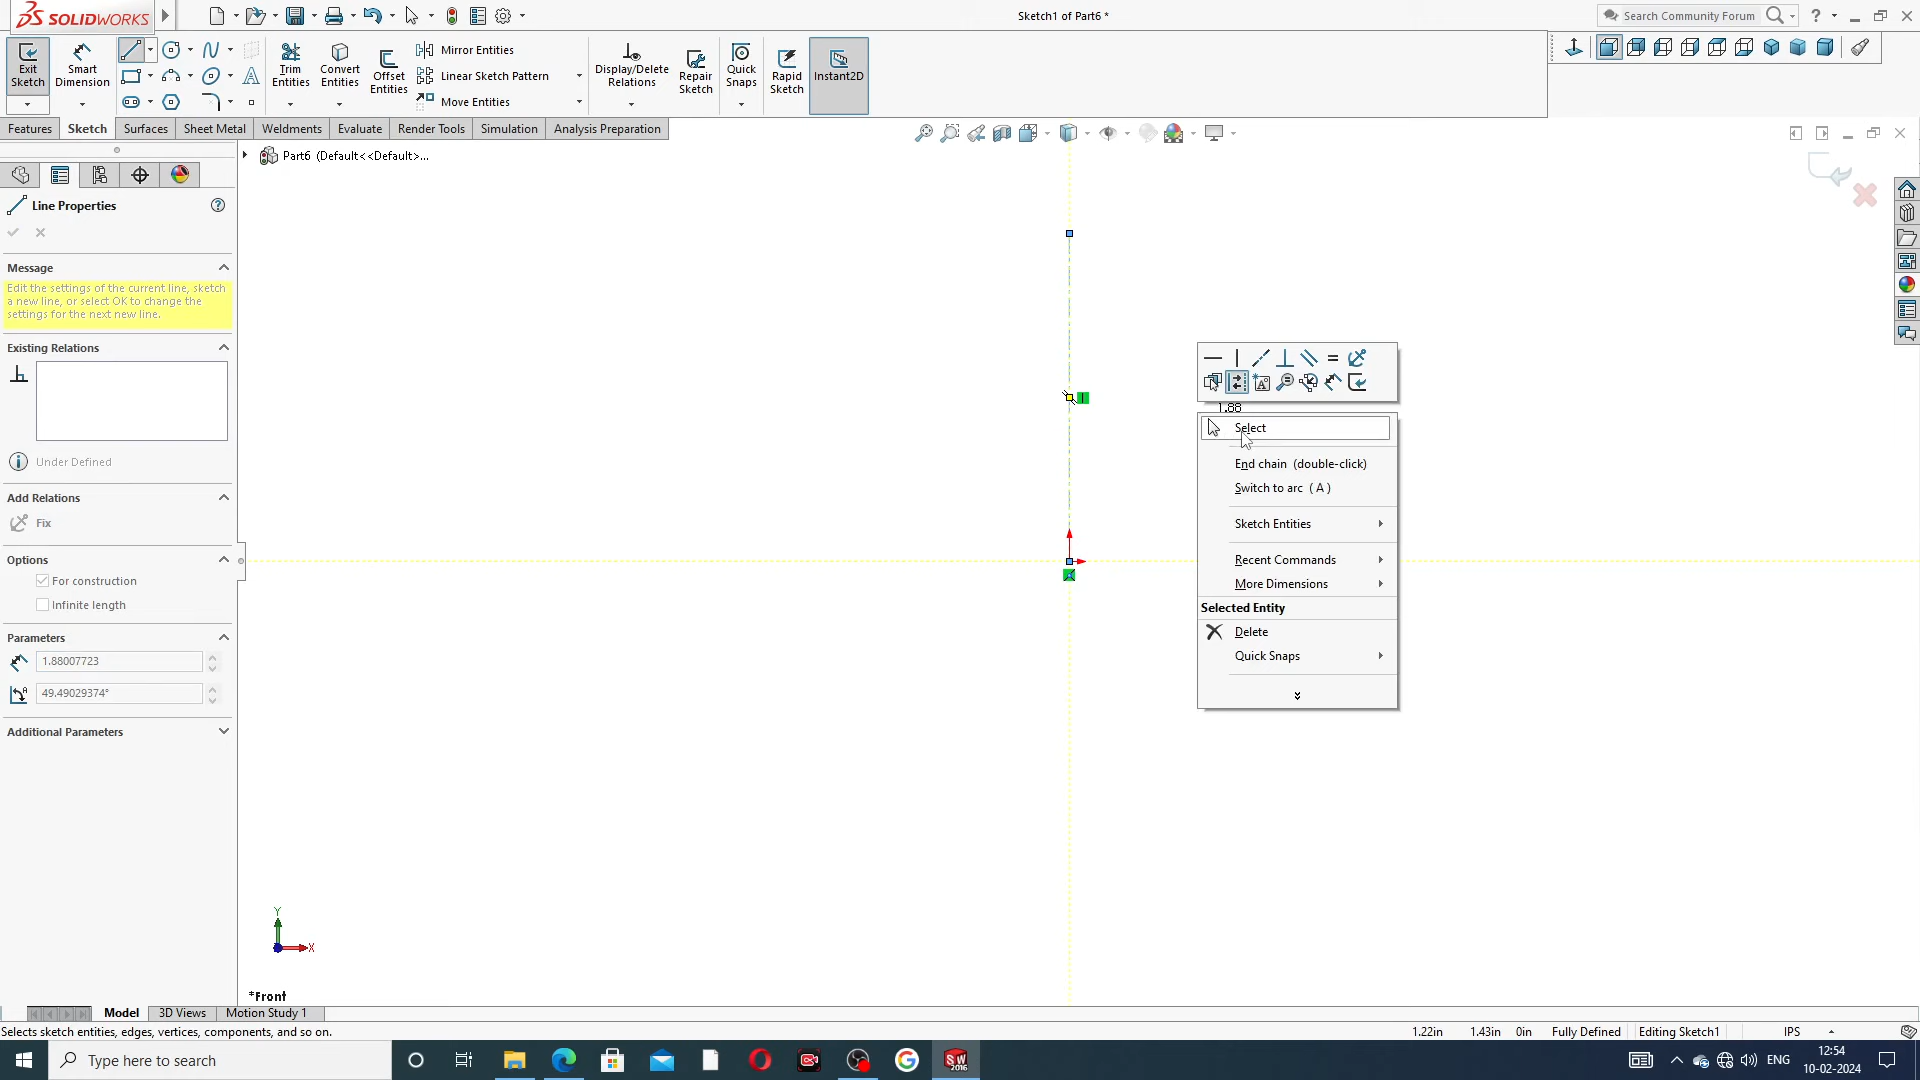 SOLIDWORKS
Sketch1 of Part6 *
Search Community Forum
?
Exit Sketch
Smart Dimension
Trim Entities
Convert Entities
Offset Entities
Mirror Entities
Linear Sketch Pattern
Move Entities
Display/Delete Relations
Repair Sketch
Quick Snaps
Rapid Sketch
Instant2D
Features
Sketch
Surfaces
Sheet Metal
Weldments
Evaluate
Render Tools
Simulation
Analysis Preparation
Part6 (Default<<Default>...
Line Properties
Message
Edit the settings of the current line, sketch
a new line, or select OK to change the
settings for the next new line.
Existing Relations
Under Defined
Add Relations
Fix
Options
For construction
Infinite length
Parameters
1.88007723
49.49029374°
Additional Parameters
1.88
Select
End chain (double-click)
Switch to arc ( A )
Sketch Entities
Recent Commands
More Dimensions
Selected Entity
Delete
Quick Snaps
Y
X
*Front
Model
3D Views
Motion Study 1
Selects sketch entities, edges, vertices, components, and so on.
1.22in
1.43in
0in
Fully Defined
Editing Sketch1
IPS
Type here to search
SW
2016
ENG
12:54
10-02-2024